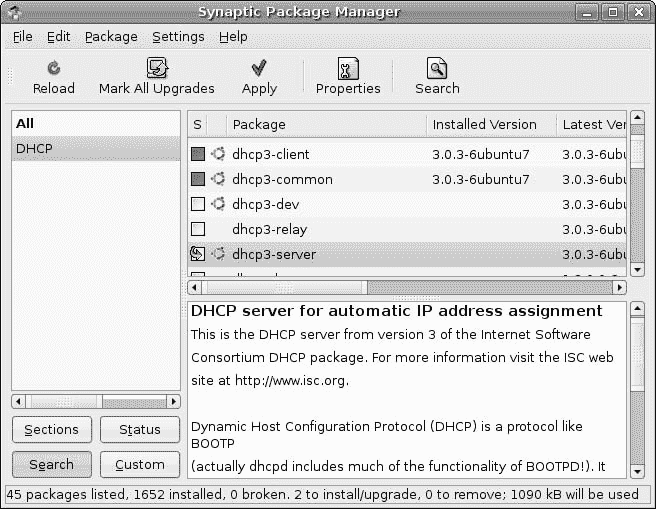 Synaptic Package Manager
File Edit Package Settings Help
Reload Mark All Upgrades Apply Properties Search
All
DHCP
S Package Installed Version Latest Ver
dhcp3-client 3.0.3-6ubuntu7 3.0.3-6ubu
dhcp3-common 3.0.3-6ubuntu7 3.0.3-6ubu
dhcp3-dev 3.0.3-6ubu
dhcp3-relay 3.0.3-6ubu
dhcp3-server 3.0.3-6ubu
DHCP server for automatic IP address assignment
This is the DHCP server from version 3 of the Internet Software
Consortium DHCP package. For more information visit the ISC web
site at http://www.isc.org.
Dynamic Host Configuration Protocol (DHCP) is a protocol like
BOOTP
(actually dhcpd includes much of the functionality of BOOTPD!). It
Sections Status
Search Custom
45 packages listed, 1652 installed, 0 broken. 2 to install/upgrade, 0 to remove; 1090 kB will be used